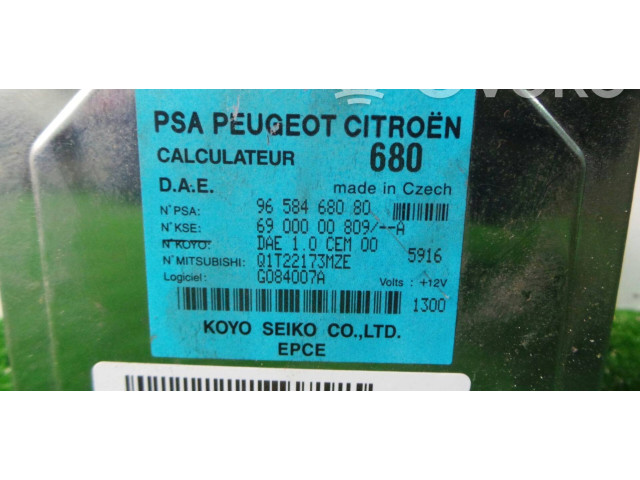 PSA PEUGEOT CITROËN
CALCULATEUR 680
D.A.E. made in Czech
N° PSA: 96 584 680 80
N° KSE: 69 000 00 809/--A
N° KOYO: DAE 1.0 CEM 00 5916
N° MITSUBISHI: Q1T22173MZE
Logiciel: G084007A Volts : +12V
1300
KOYO SEIKO CO.,LTD.
EPCE